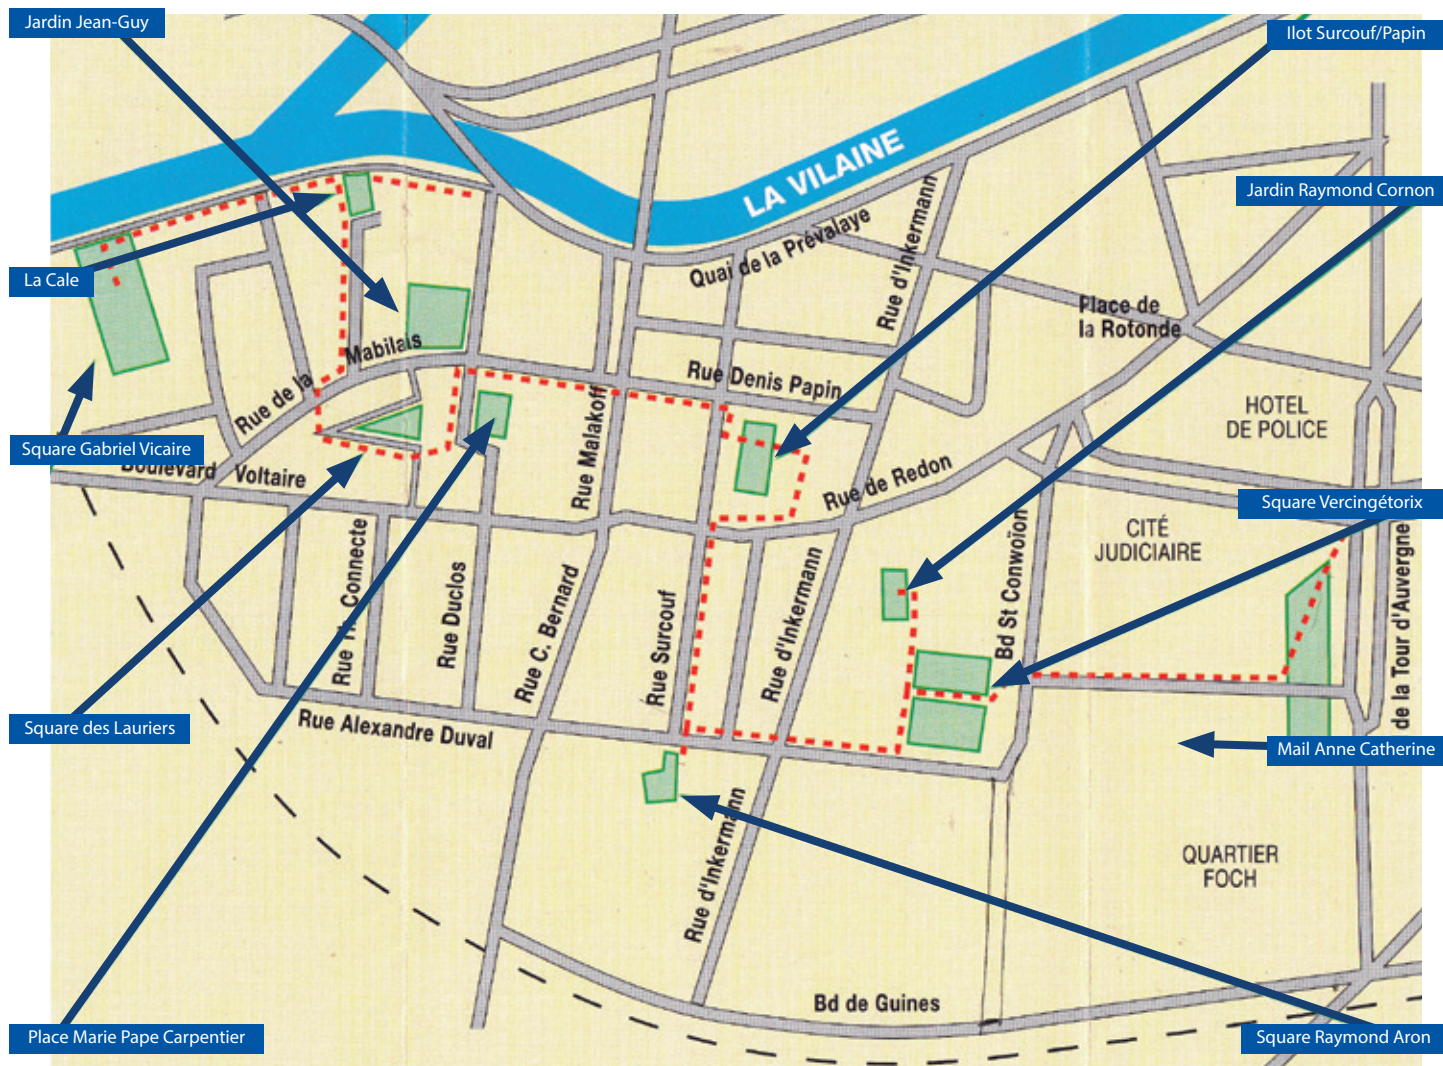 Jardin Jean-Guy
Ilot Surcouf/Papin
LA VILAINE
Jardin Raymond Cornon
Quai de la Prévalaye
Rue d'Inkermann
La Cale
Place de
la Rotonde
Rue de la Mabilais
Rue Denis Papin
HOTEL
DE POLICE
Square Gabriel Vicaire
Boulevard Voltaire
Rue Malakoff
Rue de Redon
Square Vercingétorix
CITÉ
JUDICIAIRE
Bd St Conwoïon
de la Tour d'Auvergne
Rue Th. Connecte
Rue Duclos
Rue C. Bernard
Rue Surcouf
Rue d'Inkermann
Square des Lauriers
Rue Alexandre Duval
Mail Anne Catherine
Rue d'Inkermann
QUARTIER
FOCH
Bd de Guines
Place Marie Pape Carpentier
Square Raymond Aron